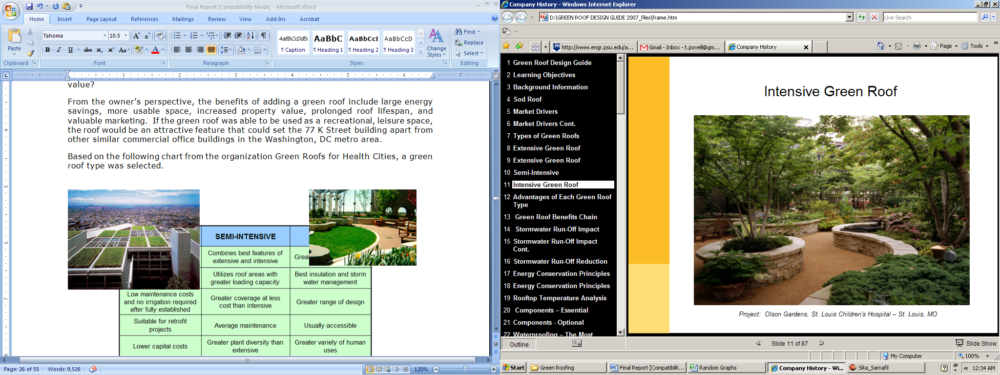 Final Report [Compatibility Mode] - Microsoft Word
Home Insert Page Layout References Mailings Review View Add-Ins Acrobat
Paste
Clipboard
Tahoma 10.5
Font
Paragraph
AaBbCcDdEe AaBbC AaBbCcI AaBbCcD
¶ Caption ¶ Heading 1 ¶ Heading 2 ¶ Heading 3
Change Styles
Styles
Find
Replace
Select
Editing
1 2 3 4 5 6 7
value?
From the owner's perspective, the benefits of adding a green roof include large energy
savings, more usable space, increased property value, prolonged roof lifespan, and
valuable marketing. If the green roof was able to be used as a recreational, leisure space,
the roof would be an attractive feature that could set the 77 K Street building apart from
other similar commercial office buildings in the Washington, DC metro area.
Based on the following chart from the organization Green Roofs for Health Cities, a green
roof type was selected.
SEMI-INTENSIVE
Combines best features of
extensive and intensive
Grea
Utilizes roof areas with
greater loading capacity
Best insulation and storm
water management
Low maintenance costs
and no irrigation required
after fully established
Greater coverage at less
cost than intensive
Greater range of design
Suitable for retrofit
projects
Average maintenance
Usually accessible
Lower capital costs
Greater plant diversity than
extensive
Greater variety of human
uses
Page: 26 of 55 Words: 9,526 120%
Company History - Windows Internet Explorer
D:\GREEN ROOF DESIGN GUIDE 2007_files\frame.htm
Live Search
http://www.engr.psu.edu/a... Gmail - Inbox - t.povell@gm... Company History
Page Tools
1 Green Roof Design Guide
2 Learning Objectives
3 Background Information
4 Sod Roof
5 Market Drivers
6 Market Drivers Cont.
7 Types of Green Roofs
8 Extensive Green Roof
9 Extensive Green Roof
10 Semi-Intensive
11 Intensive Green Roof
12 Advantages of Each Green Roof
Type
13 Green Roof Benefits Chain
14 Stormwater Run-Off Impact
15 Stormwater Run-Off Impact
Cont.
16 Stormwater Run-Off Reduction
17 Energy Conservation Principles
18 Energy Conservation Principles
19 Rooftop Temperature Analysis
20 Components – Essential
21 Components - Optional
22 Waterproofing – The Most
Outline
Intensive Green Roof
Project: Olson Gardens, St. Louis Children's Hospital – St. Louis, MO
Slide 11 of 87
Slide Show
My Computer
100%
Start Green Roofing Final Report [Compatibilit... Random Graphs Company History - Wi... Sika_Sarnafil
12:34 AM